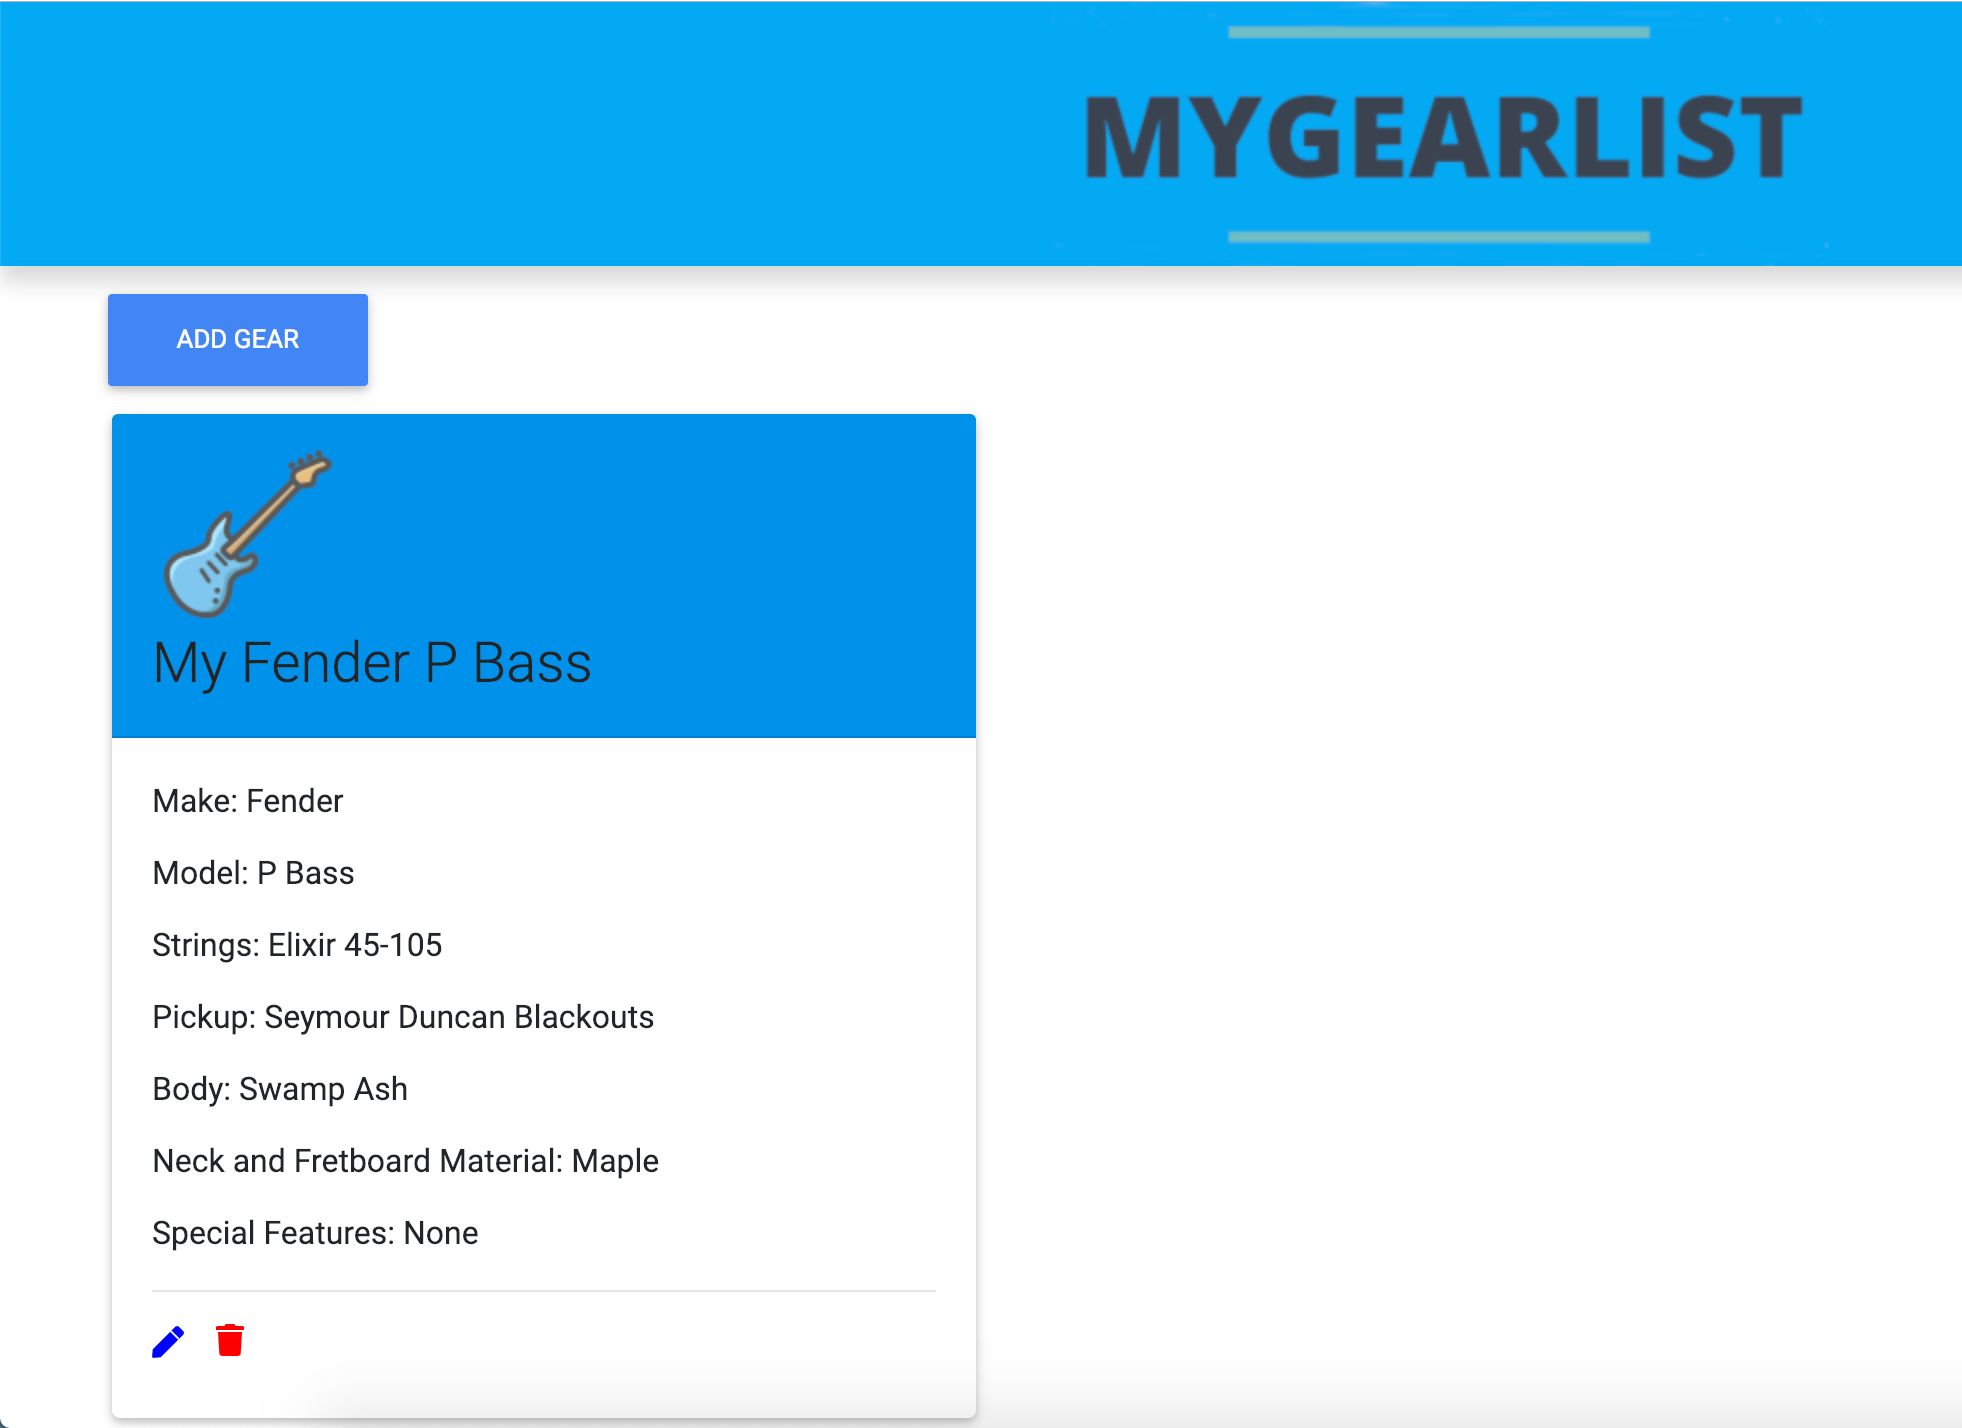 MYGEARLIST
ADD GEAR
My Fender P Bass
Make: Fender
Model: P Bass
Strings: Elixir 45-105
Pickup: Seymour Duncan Blackouts
Body: Swamp Ash
Neck and Fretboard Material: Maple
Special Features: None